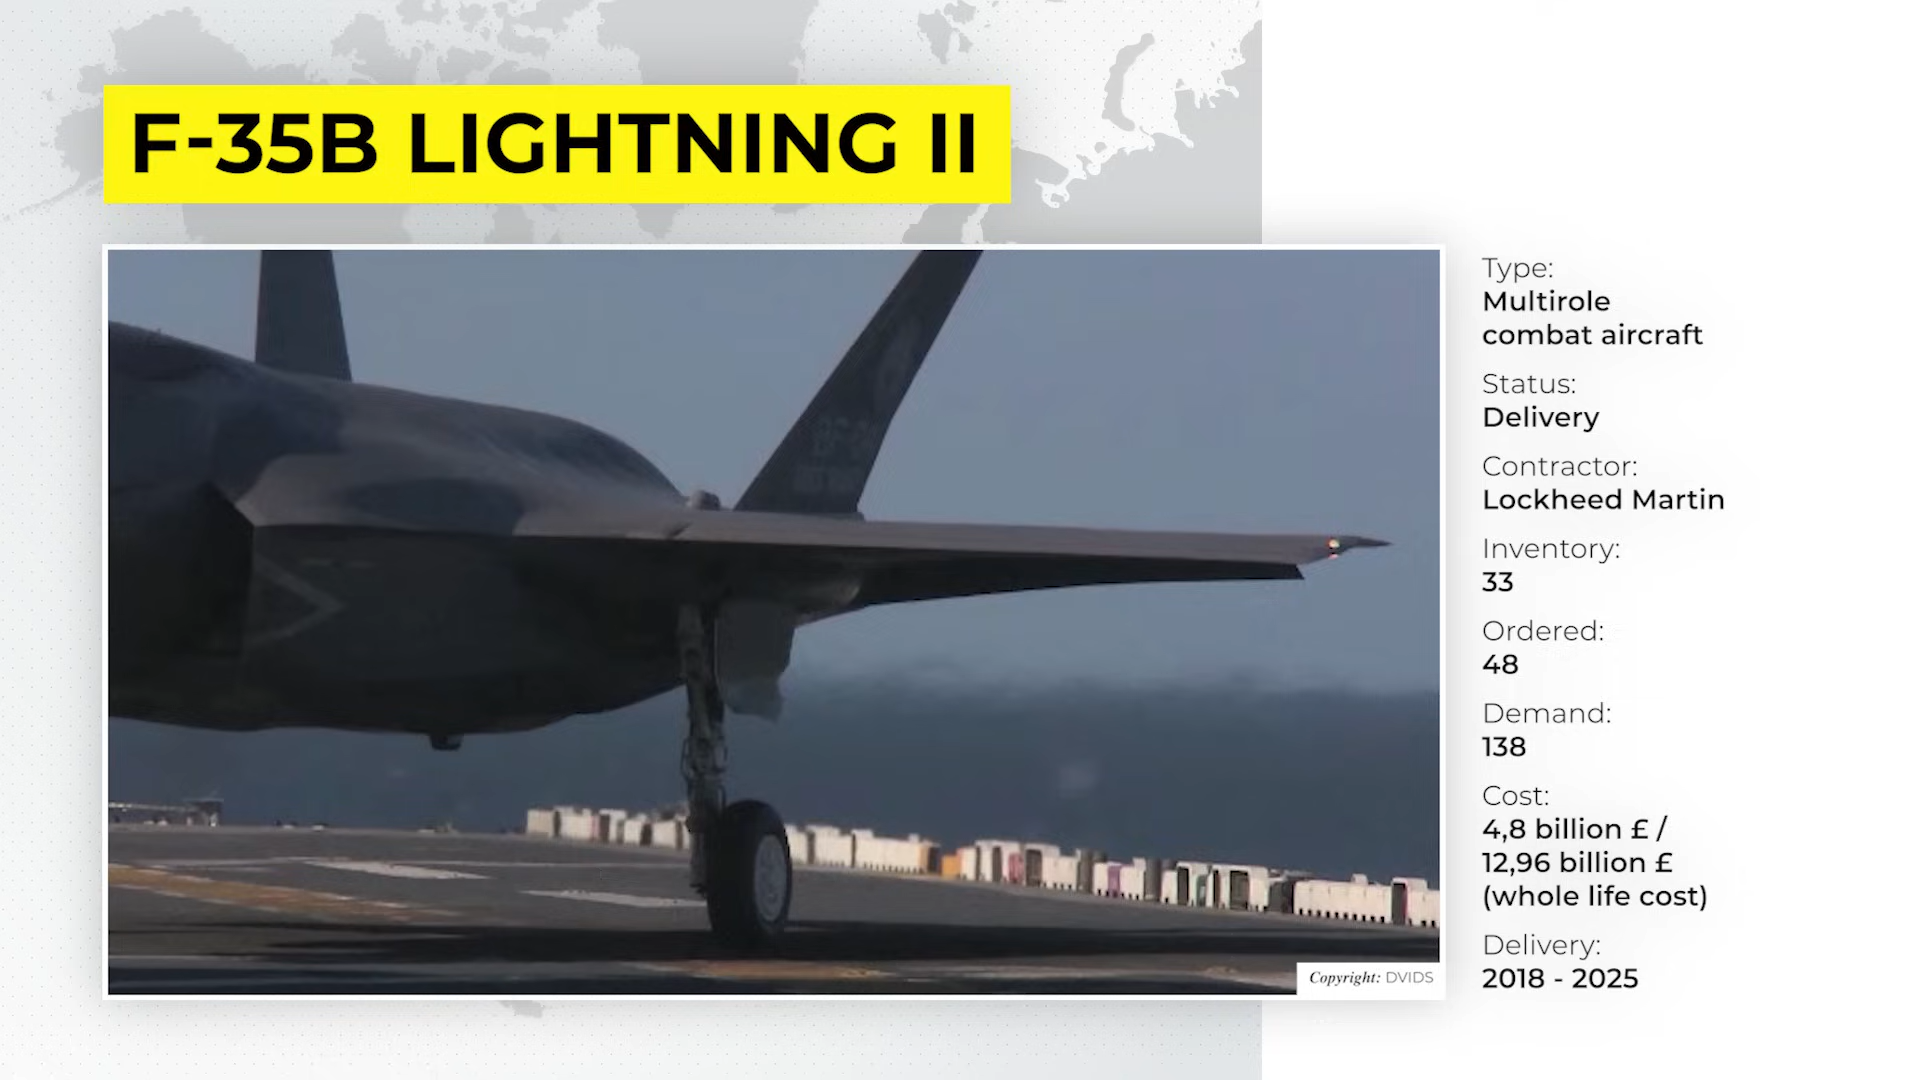 F-35B LIGHTNING II
Type:
Multirole
combat aircraft
Status:
Delivery
Contractor:
Lockheed Martin
Inventory:
33
Ordered:
48
Demand:
138
Cost:
4,8 billion £ /
12,96 billion £
(whole life cost)
Delivery:
2018 - 2025
Copyright: DVIDS